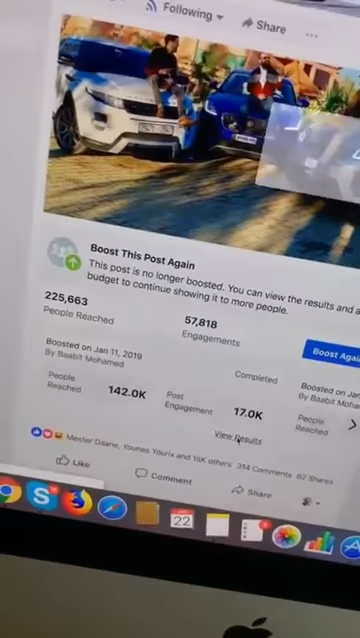 Following
Share
Boost This Post Again
This post is no longer boosted. You can view the results and a
budget to continue showing it to more people.
225,663
People Reached
57,818
Engagements
Boost Agai
Boosted on Jan 11, 2019
By Baabit Mohamed
Completed
Boosted on Jan
By Baabit Moham
People
Reached
142.0K
Post
Engagement
17.0K
People
Reached
View Results
Mester Daane, Younes Yourix and 15K others
314 Comments
62 Shares
Like
Comment
Share
22